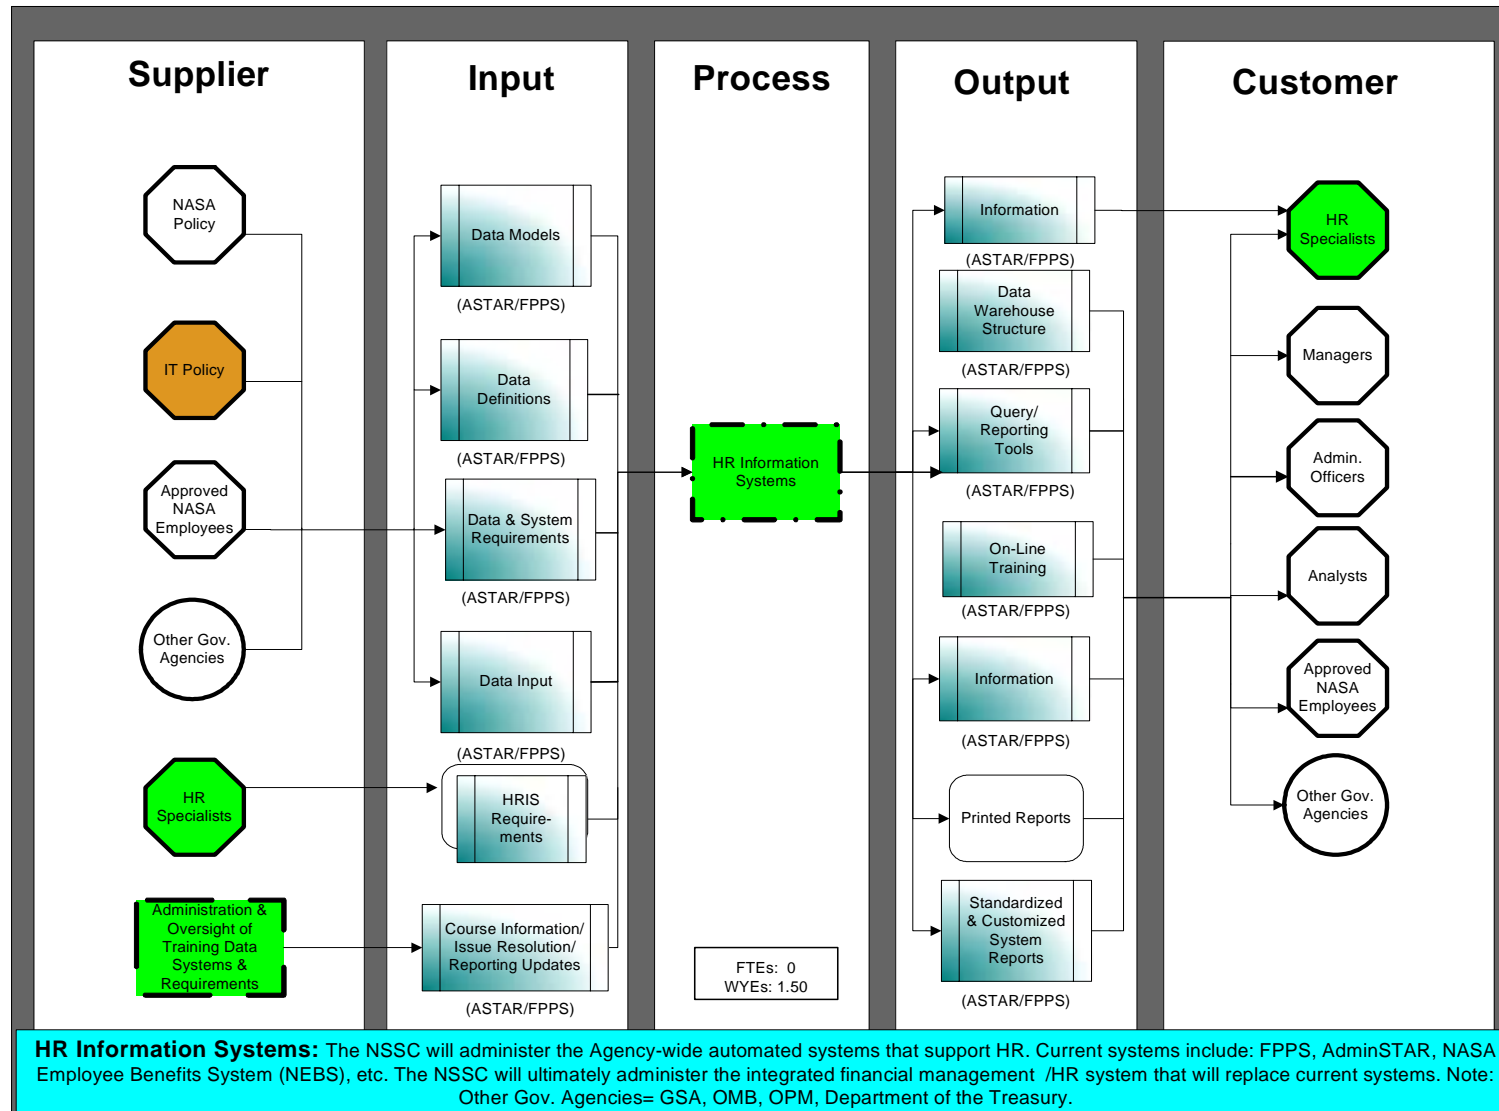 Supplier
Input
Process
Output
Customer
NASA
Policy
IT Policy
Approved
NASA
Employees
Other Gov.
Agencies
HR
Specialists
Administration &
Oversight of
Training Data
Systems &
Requirements
Data Models
(ASTAR/FPPS)
Data
Definitions
(ASTAR/FPPS)
Data & System
Requirements
(ASTAR/FPPS)
Data Input
(ASTAR/FPPS)
HRIS
Require-
ments
Course Information/
Issue Resolution/
Reporting Updates
(ASTAR/FPPS)
HR Information
Systems
FTEs:  0
WYEs: 1.50
Information
(ASTAR/FPPS)
Data
Warehouse
Structure
(ASTAR/FPPS)
Query/
Reporting
Tools
(ASTAR/FPPS)
On-Line
Training
(ASTAR/FPPS)
Information
(ASTAR/FPPS)
Printed Reports
Standardized
& Customized
System
Reports
(ASTAR/FPPS)
HR
Specialists
Managers
Admin.
Officers
Analysts
Approved
NASA
Employees
Other Gov.
Agencies
HR Information Systems: The NSSC will administer the Agency-wide automated systems that support HR. Current systems include: FPPS, AdminSTAR, NASA
Employee Benefits System (NEBS), etc. The NSSC will ultimately administer the integrated financial management  /HR system that will replace current systems. Note:
Other Gov. Agencies= GSA, OMB, OPM, Department of the Treasury.